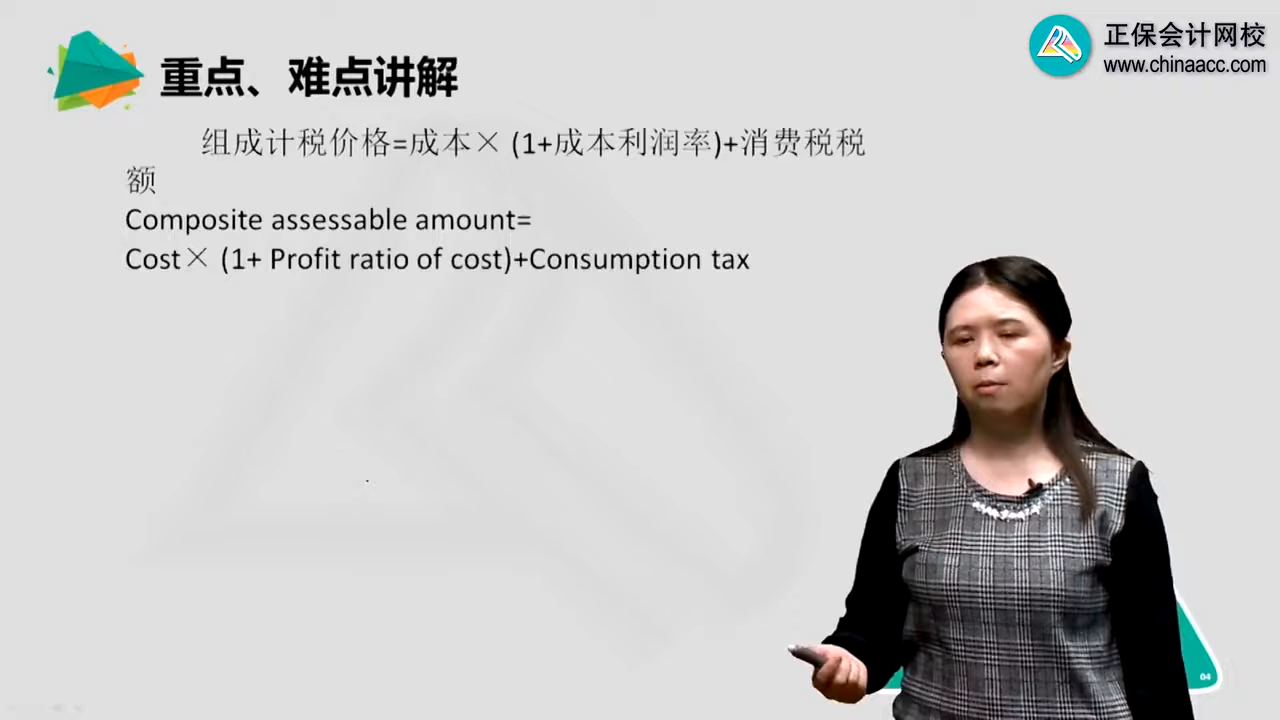 正保会计网校
www.chinaacc.com
重点、难点讲解
组成计税价格=成本×（1+成本利润率)+消费税税
额
Composite assessable amount=
Cost×（1+ Profit ratio of cost)+Consumption tax
04